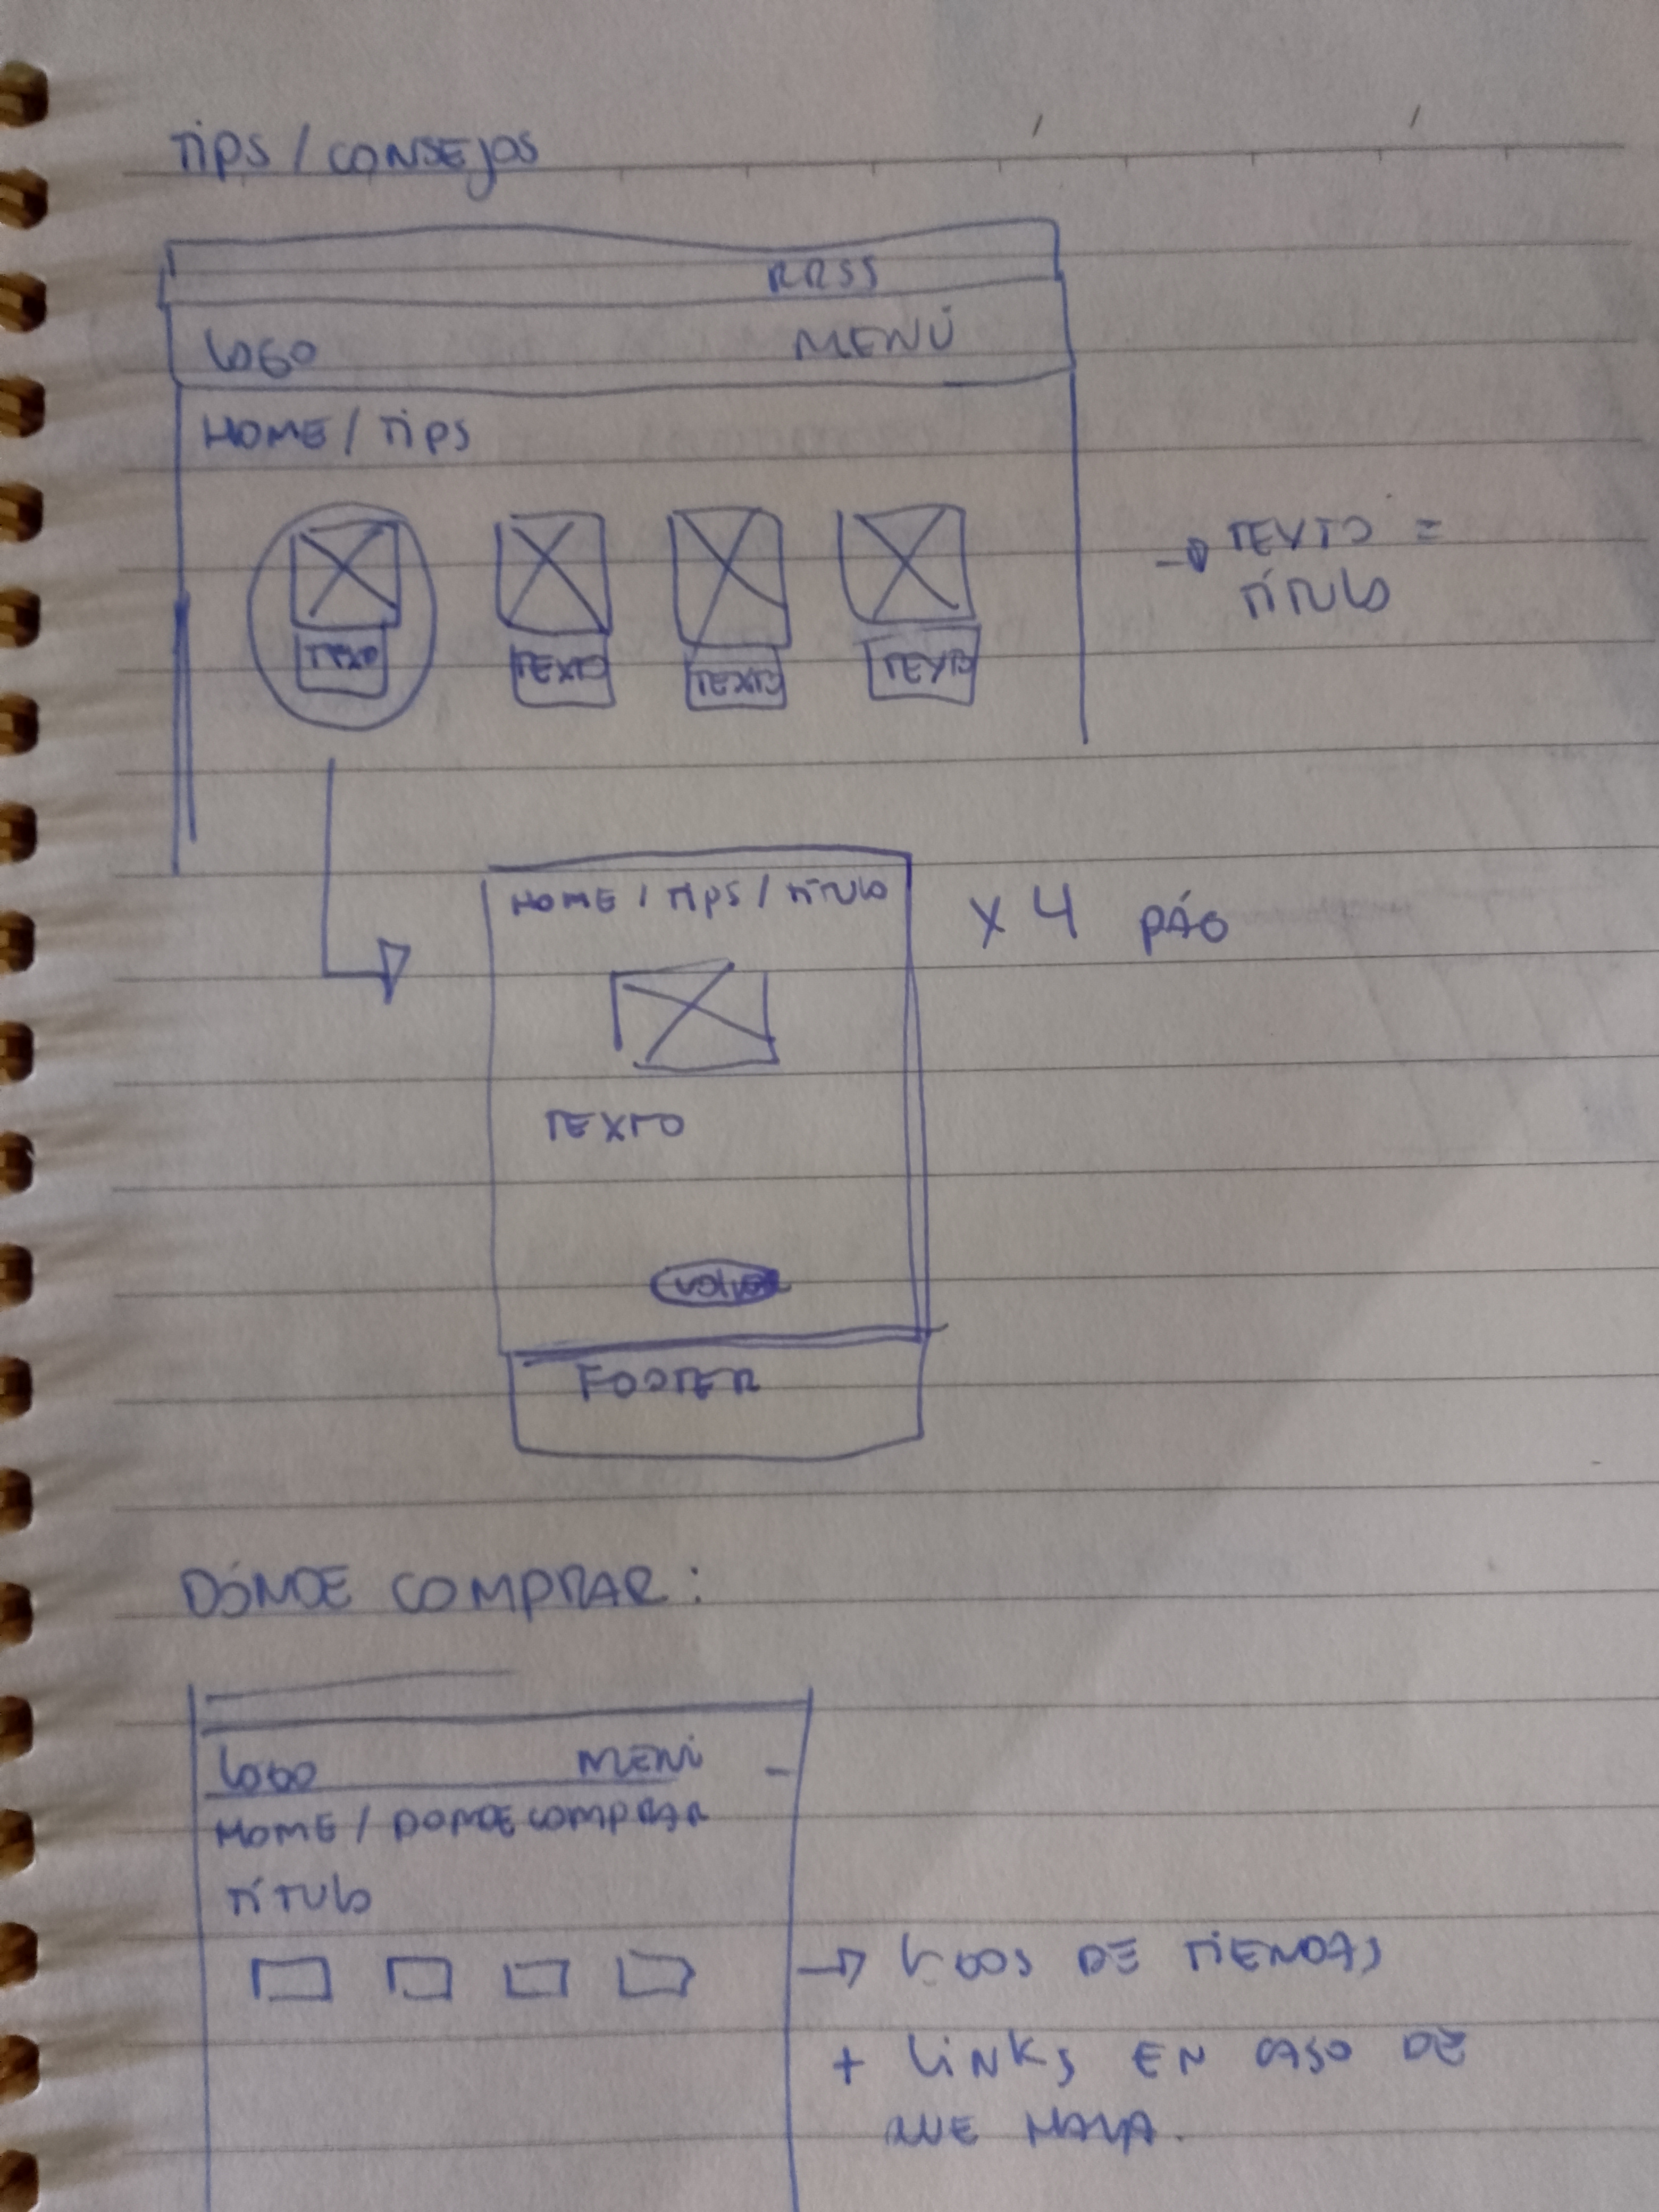 TIPS / CONSEJOS
RRSS
LOGO MENÚ
HOME / TIPS
TEXTO TEXTO TEXTO TEXTO
→ TEXTO =
TÍTULO
HOME / TIPS / TÍTULO
X 4 PÁG
TEXTO
VOLVER
FOOTER
DÓNDE COMPRAR:
LOGO MENÚ
HOME / DONDE COMPRAR
TÍTULO
→ LOGOS DE TIENDAS
+ LINKS EN CASO DE
QUE HAYA.